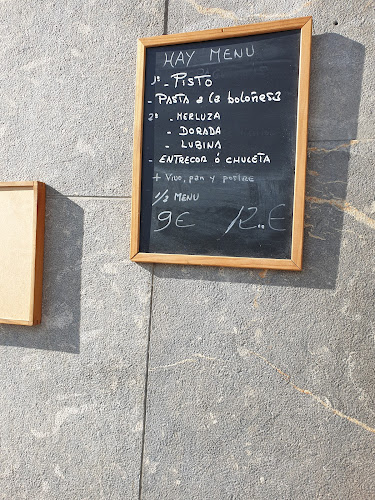 HAY MENU
1º - PISTO
- PASTA a la boloñesa
2º - MERLUZA
- DORADA
- LUBINA
- ENTRECOR ó CHULETA
+ Vino, pan y postre
1/2 MENU
9€ 12.€